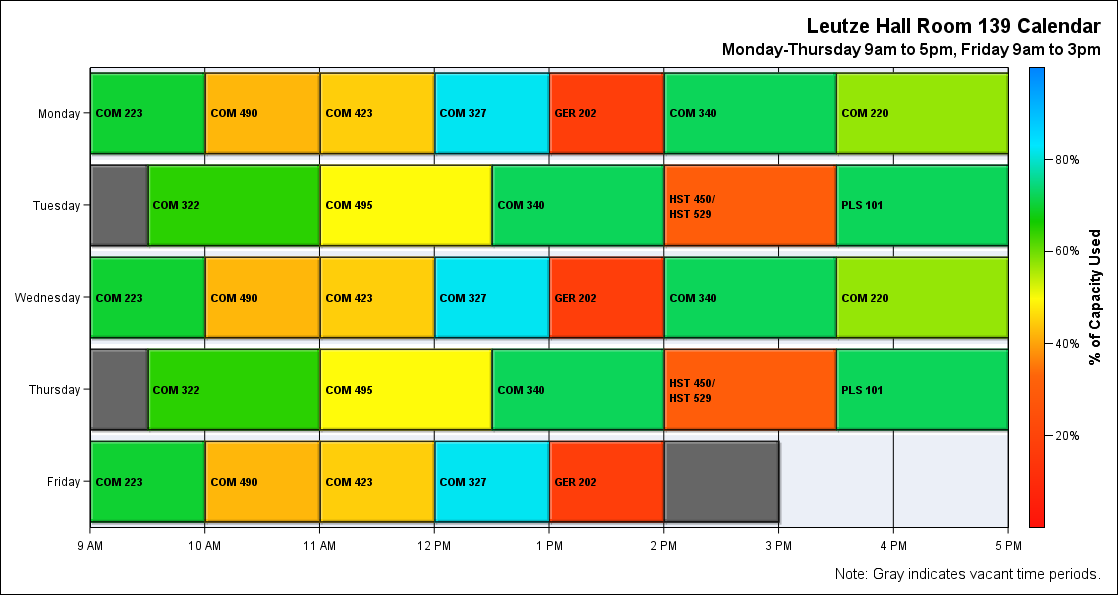 Leutze Hall Room 139 Calendar
Monday-Thursday 9am to 5pm, Friday 9am to 3pm
Monday
COM 223
COM 490
COM 423
COM 327
GER 202
COM 340
COM 220
Tuesday
COM 322
COM 495
COM 340
HST 450/
HST 529
PLS 101
Wednesday
COM 223
COM 490
COM 423
COM 327
GER 202
COM 340
COM 220
Thursday
COM 322
COM 495
COM 340
HST 450/
HST 529
PLS 101
Friday
COM 223
COM 490
COM 423
COM 327
GER 202
9 AM
10 AM
11 AM
12 PM
1 PM
2 PM
3 PM
4 PM
5 PM
80%
60%
40%
20%
% of Capacity Used
Note: Gray indicates vacant time periods.